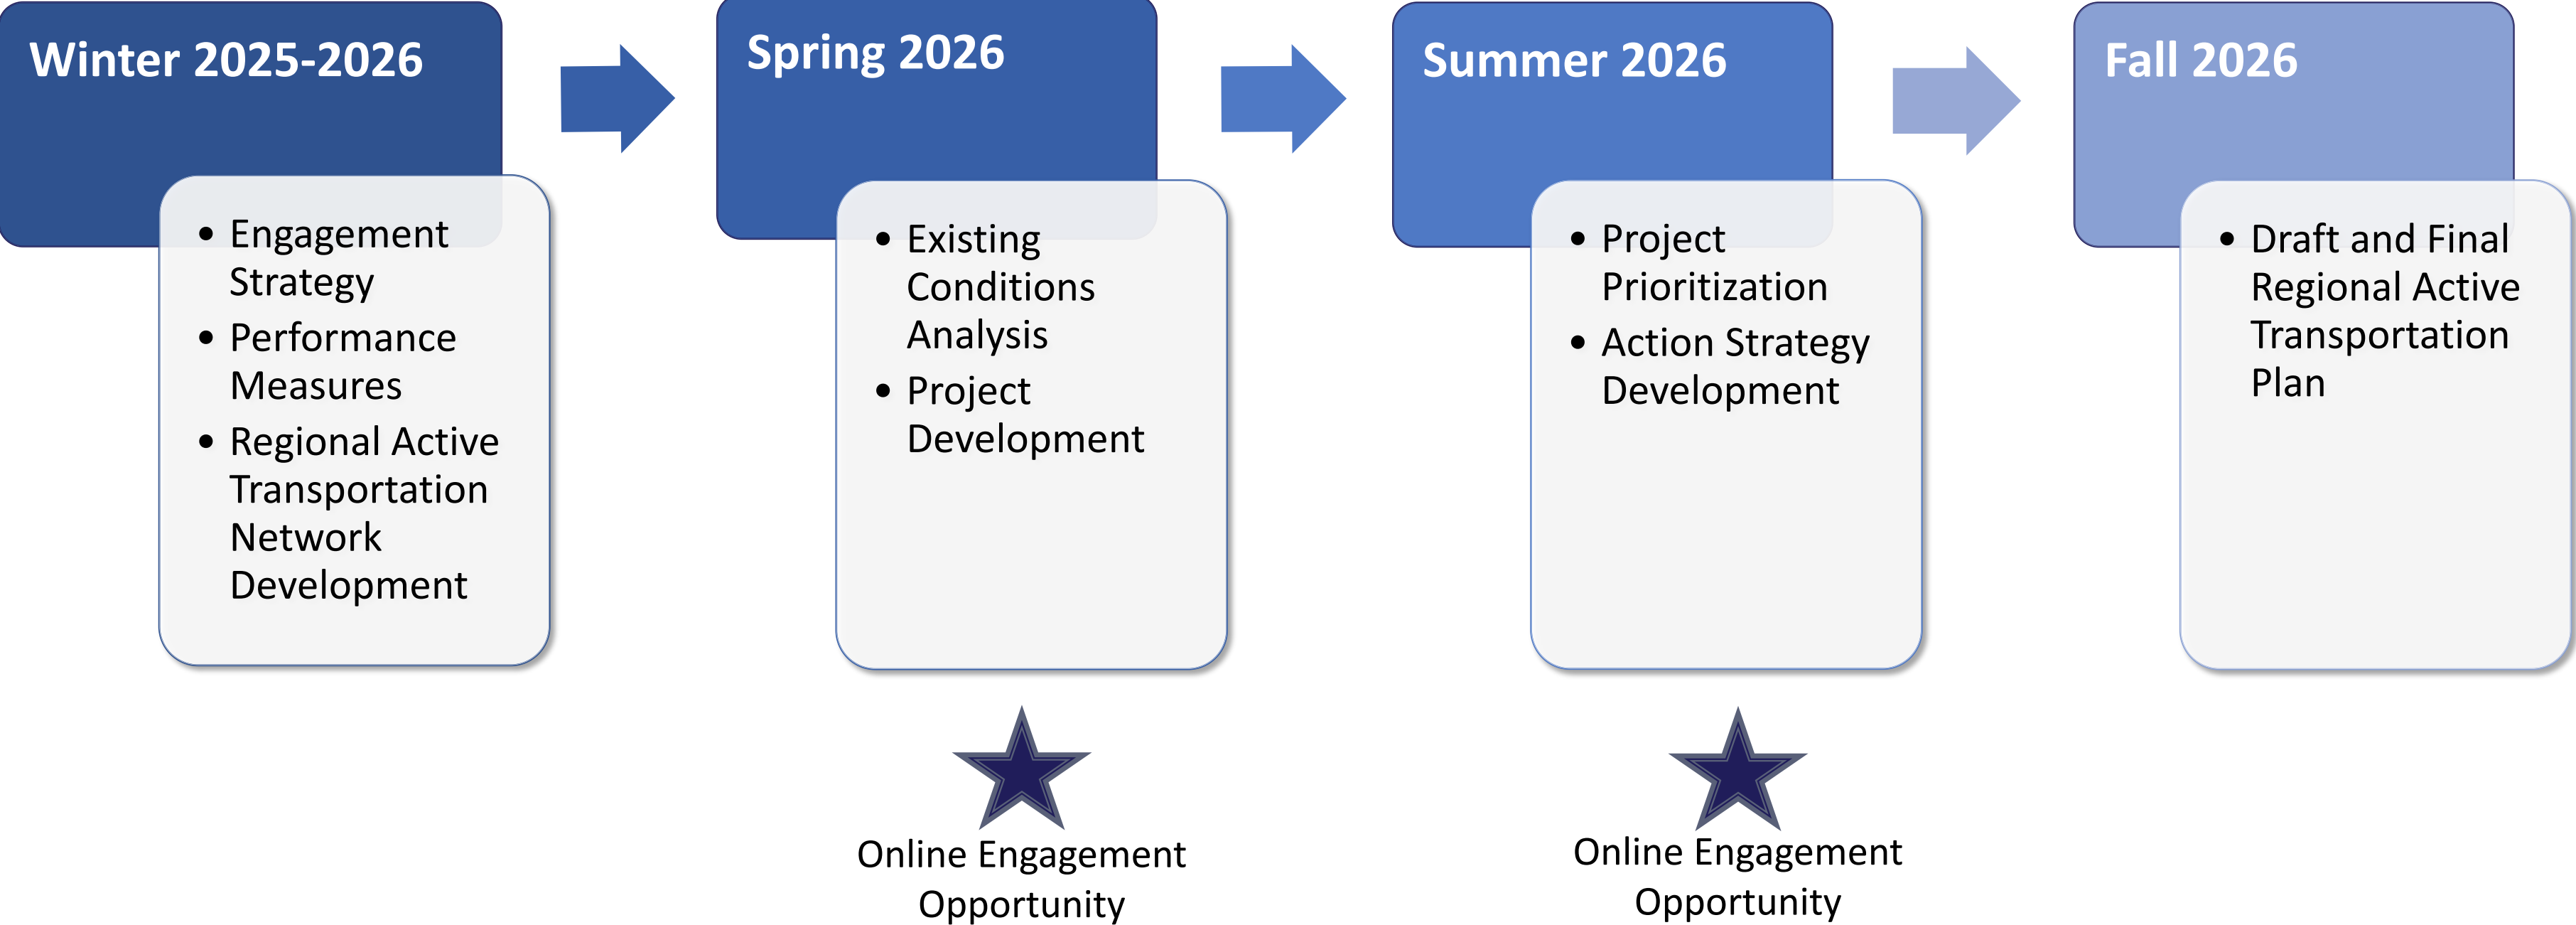 Winter 2025-2026
• Engagement
Strategy
• Performance
Measures
• Regional Active
Transportation
Network
Development
Spring 2026
• Existing
Conditions
Analysis
• Project
Development
Online Engagement
Opportunity
Summer 2026
• Project
Prioritization
• Action Strategy
Development
Online Engagement
Opportunity
Fall 2026
• Draft and Final
Regional Active
Transportation
Plan